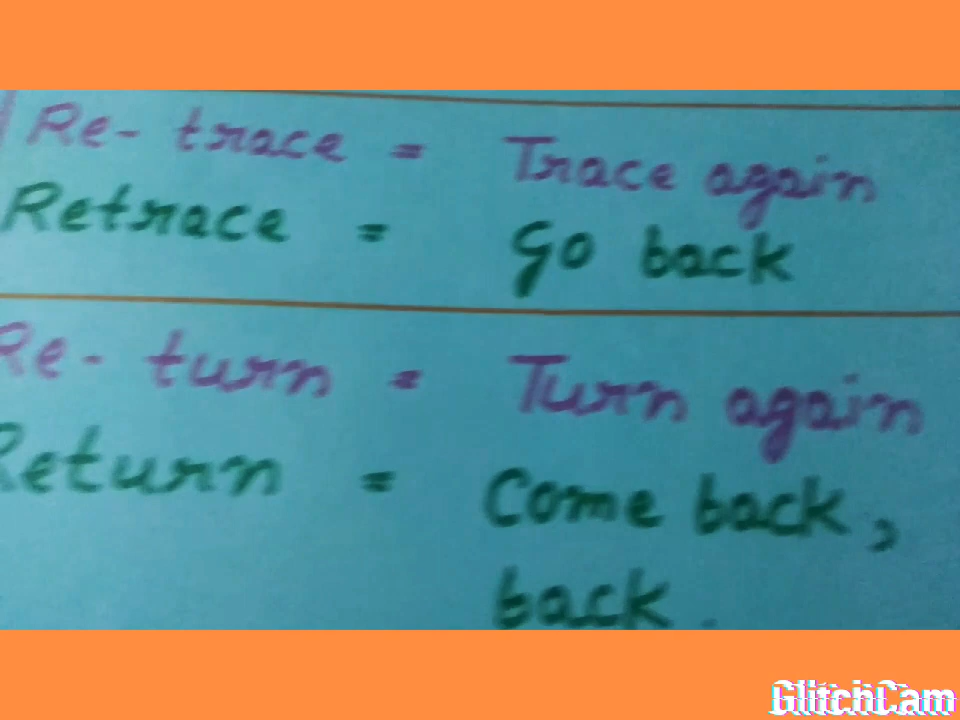 Re- trace = Trace again
Retrace = Go back
Re- turn = Turn again
Return = Come back,
back.
GlitchCam